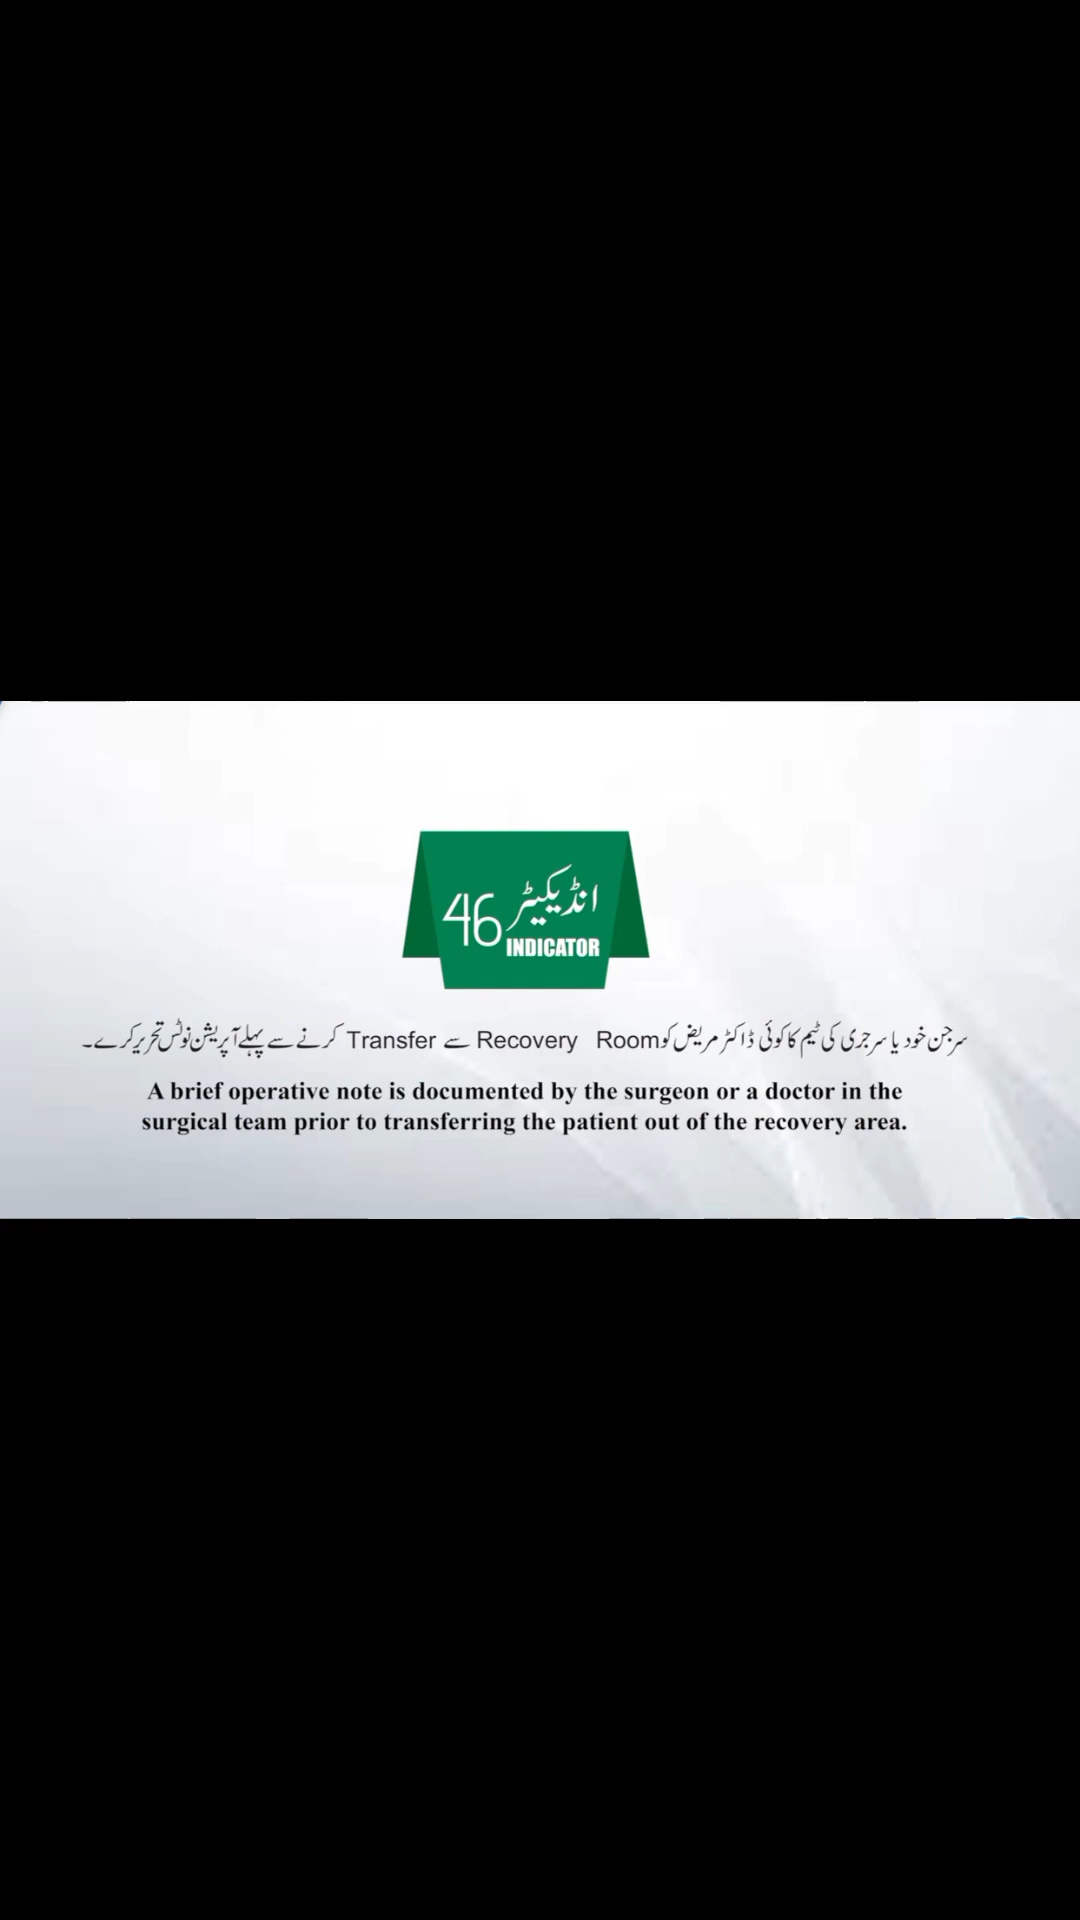 46 انڈیکیٹر
INDICATOR
سرجن خود یا سرجری کی ٹیم کا کوئی ڈاکٹر مریض کو Recovery Room سے Transfer کرنے سے پہلے آپریشن نوٹس تحریر کرے۔
A brief operative note is documented by the surgeon or a doctor in the
surgical team prior to transferring the patient out of the recovery area.